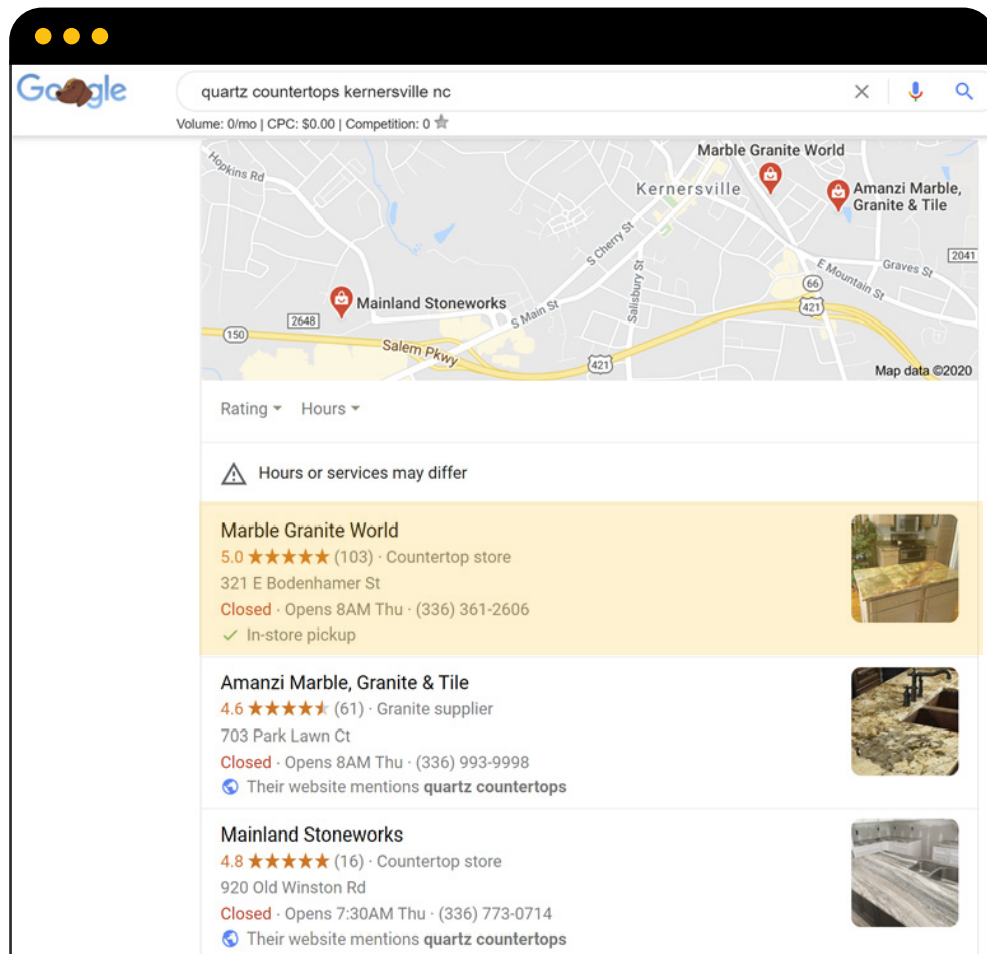 Google
quartz countertops kernersville nc
Volume: 0/mo | CPC: $0.00 | Competition: 0
Hopkins Rd
Marble Granite World
Kernersville
Amanzi Marble,
Granite & Tile
S Cherry St
2041
E Mountain St
Graves St
66
Salisbury St
421
Mainland Stoneworks
2648
S Main St
150
Salem Pkwy
421
Map data ©2020
Rating
Hours
Hours or services may differ
Marble Granite World
5.0 ★★★★★ (103) · Countertop store
321 E Bodenhamer St
Closed · Opens 8AM Thu · (336) 361-2606
✓ In-store pickup
Amanzi Marble, Granite & Tile
4.6 ★★★★★ (61) · Granite supplier
703 Park Lawn Ct
Closed · Opens 8AM Thu · (336) 993-9998
Their website mentions quartz countertops
Mainland Stoneworks
4.8 ★★★★★ (16) · Countertop store
920 Old Winston Rd
Closed · Opens 7:30AM Thu · (336) 773-0714
Their website mentions quartz countertops